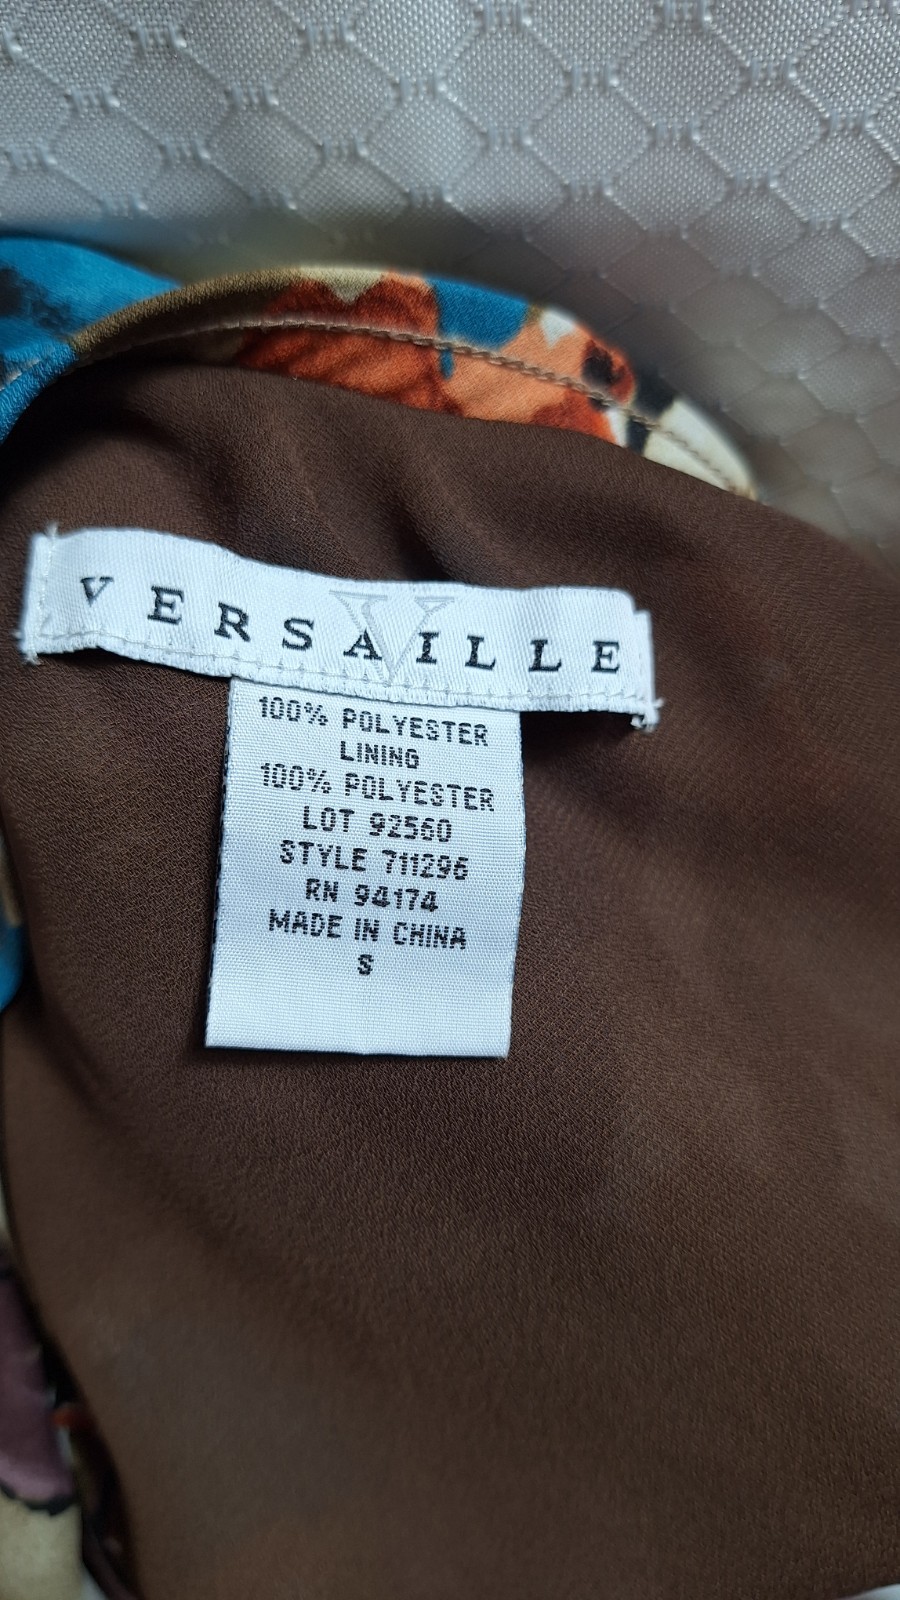 VERSAILLE
V
100% POLYESTER
LINING
100% POLYESTER
LOT 92560
STYLE 711296
RN 94174
MADE IN CHINA
S